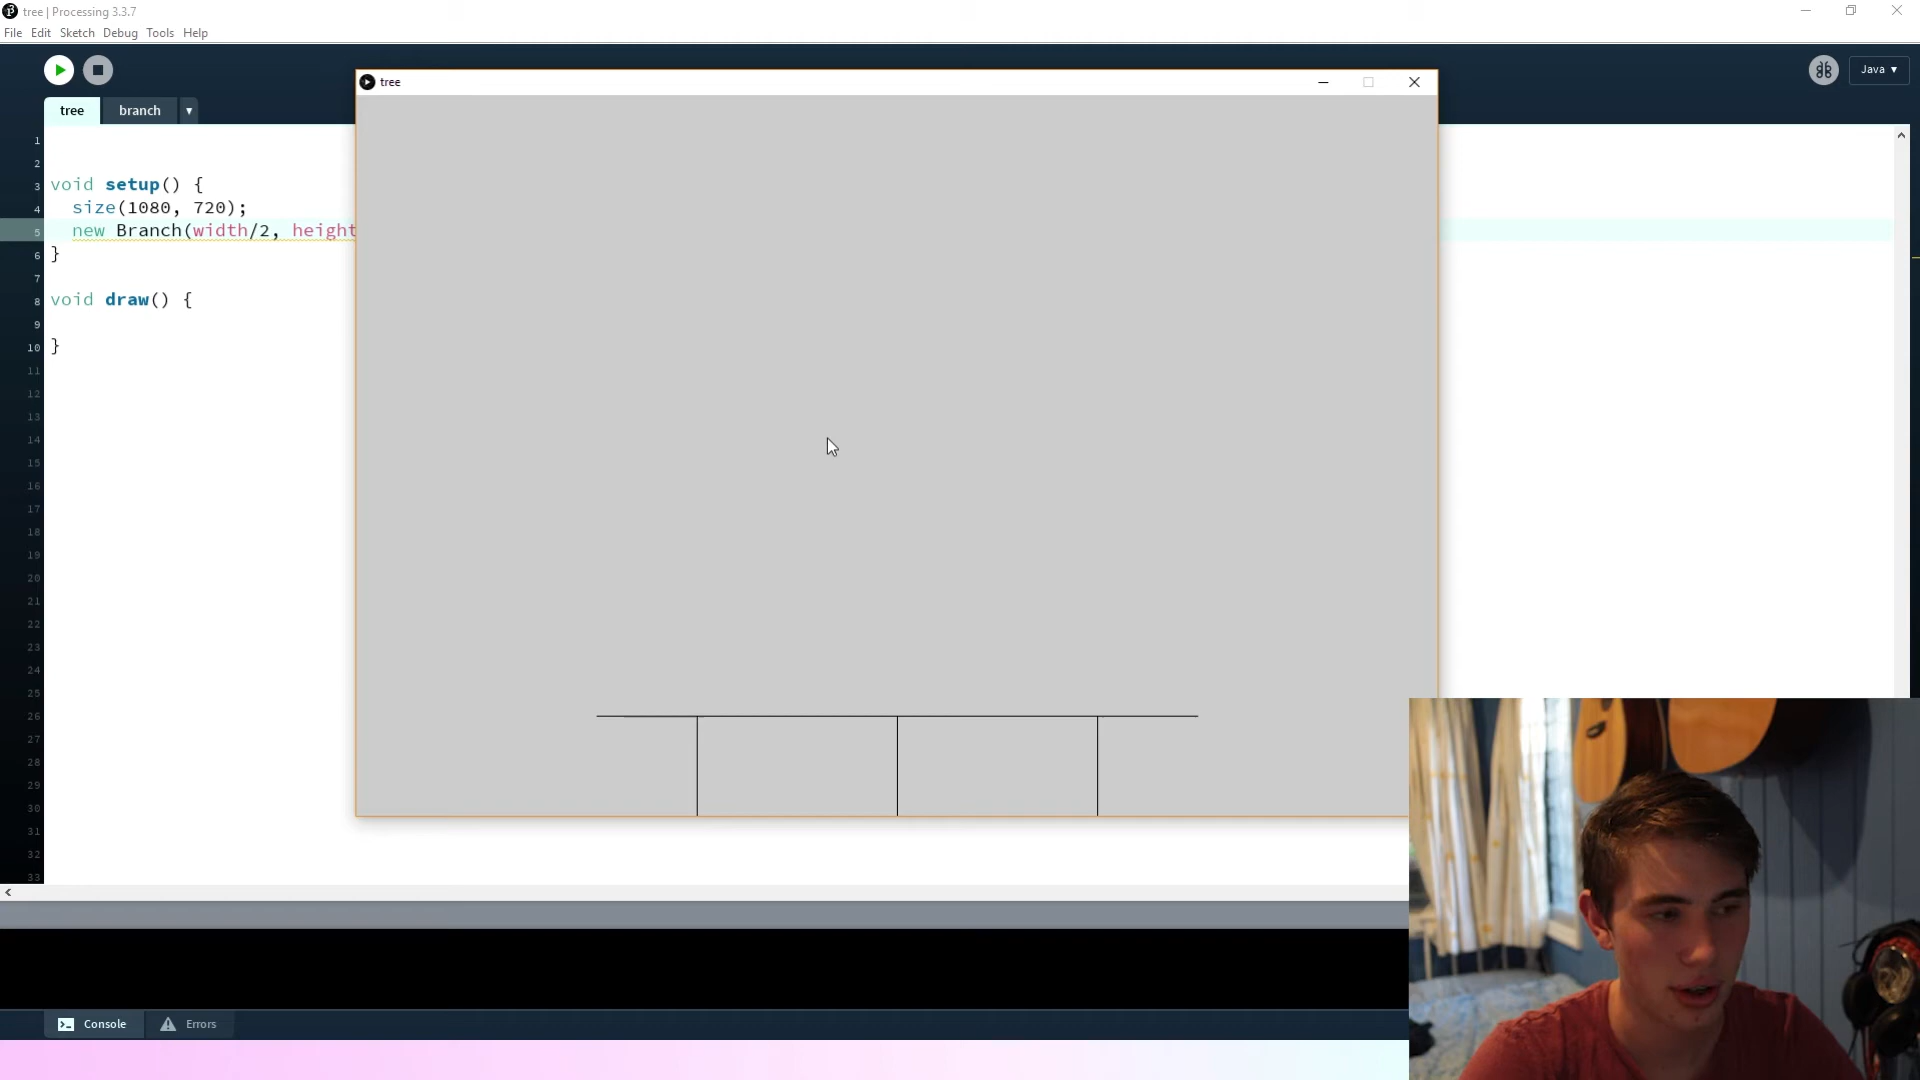 tree | Processing 3.3.7
File Edit Sketch Debug Tools Help
Java
tree
tree branch
1
2
3 void setup() {
4 size(1080, 720);
5 new Branch(width/2, height
6 }
7
8 void draw() {
9
10 }
11
12
13
14
15
16
17
18
19
20
21
22
23
24
25
26
27
28
29
30
31
32
33
Console Errors